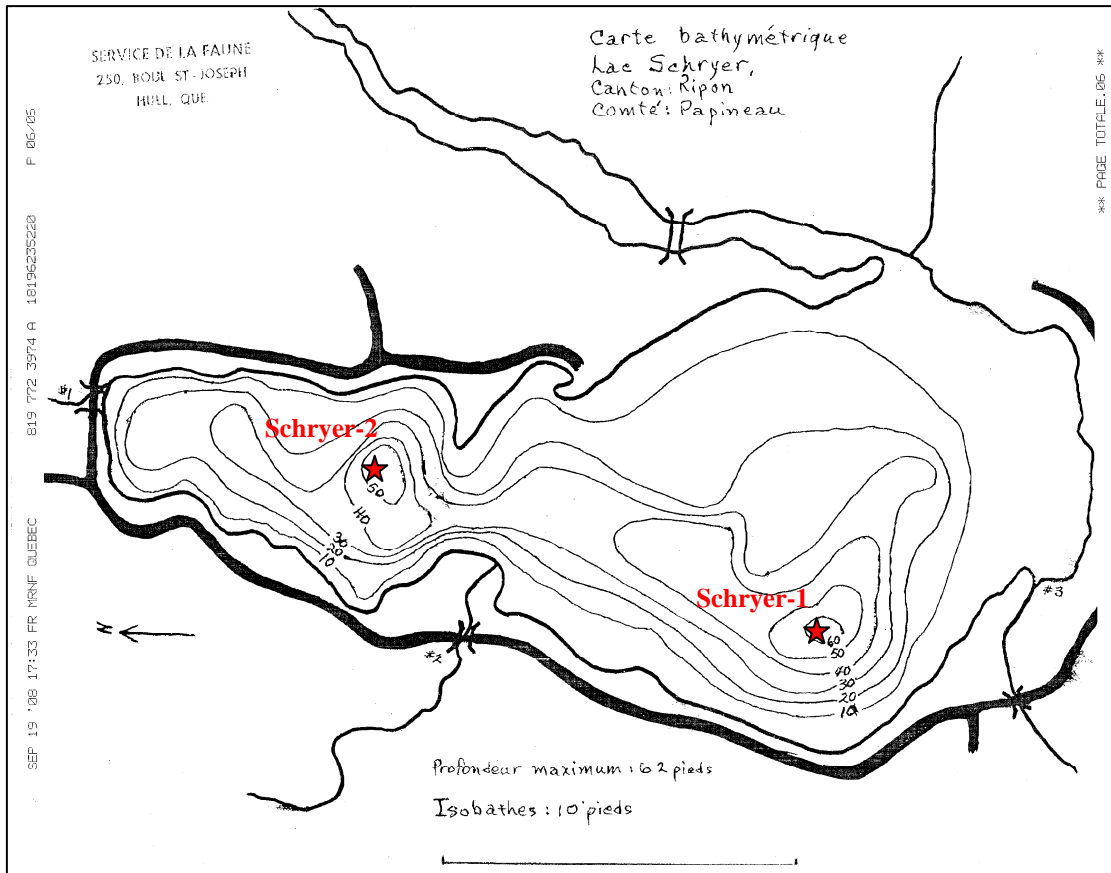 SERVICE DE LA FAUNE
250, BOUL ST-JOSEPH
HULL, QUE.
Carte bathymétrique
Lac Schryer,
Canton: Ripon
Comté: Papineau
SEP 19 '08 17:33 FR MRNF QUEBEC 819 772 3974 A 18196235220 P 06/06
** PAGE TOTALE.06 **
#1
Schryer-2
50
40
30
20
10
N
#2
Schryer-1
60
50
40
30
20
10
#3
Profondeur maximum : 62 pieds
Isobathes : 10 pieds